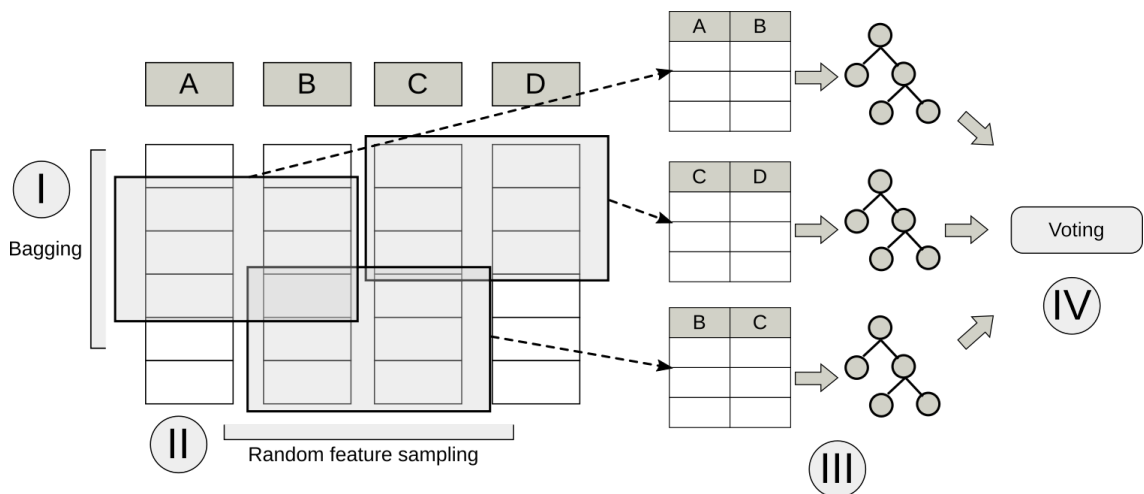 A B C D
I
Bagging
II
Random feature sampling
A B
C D
B C
III
Voting
IV